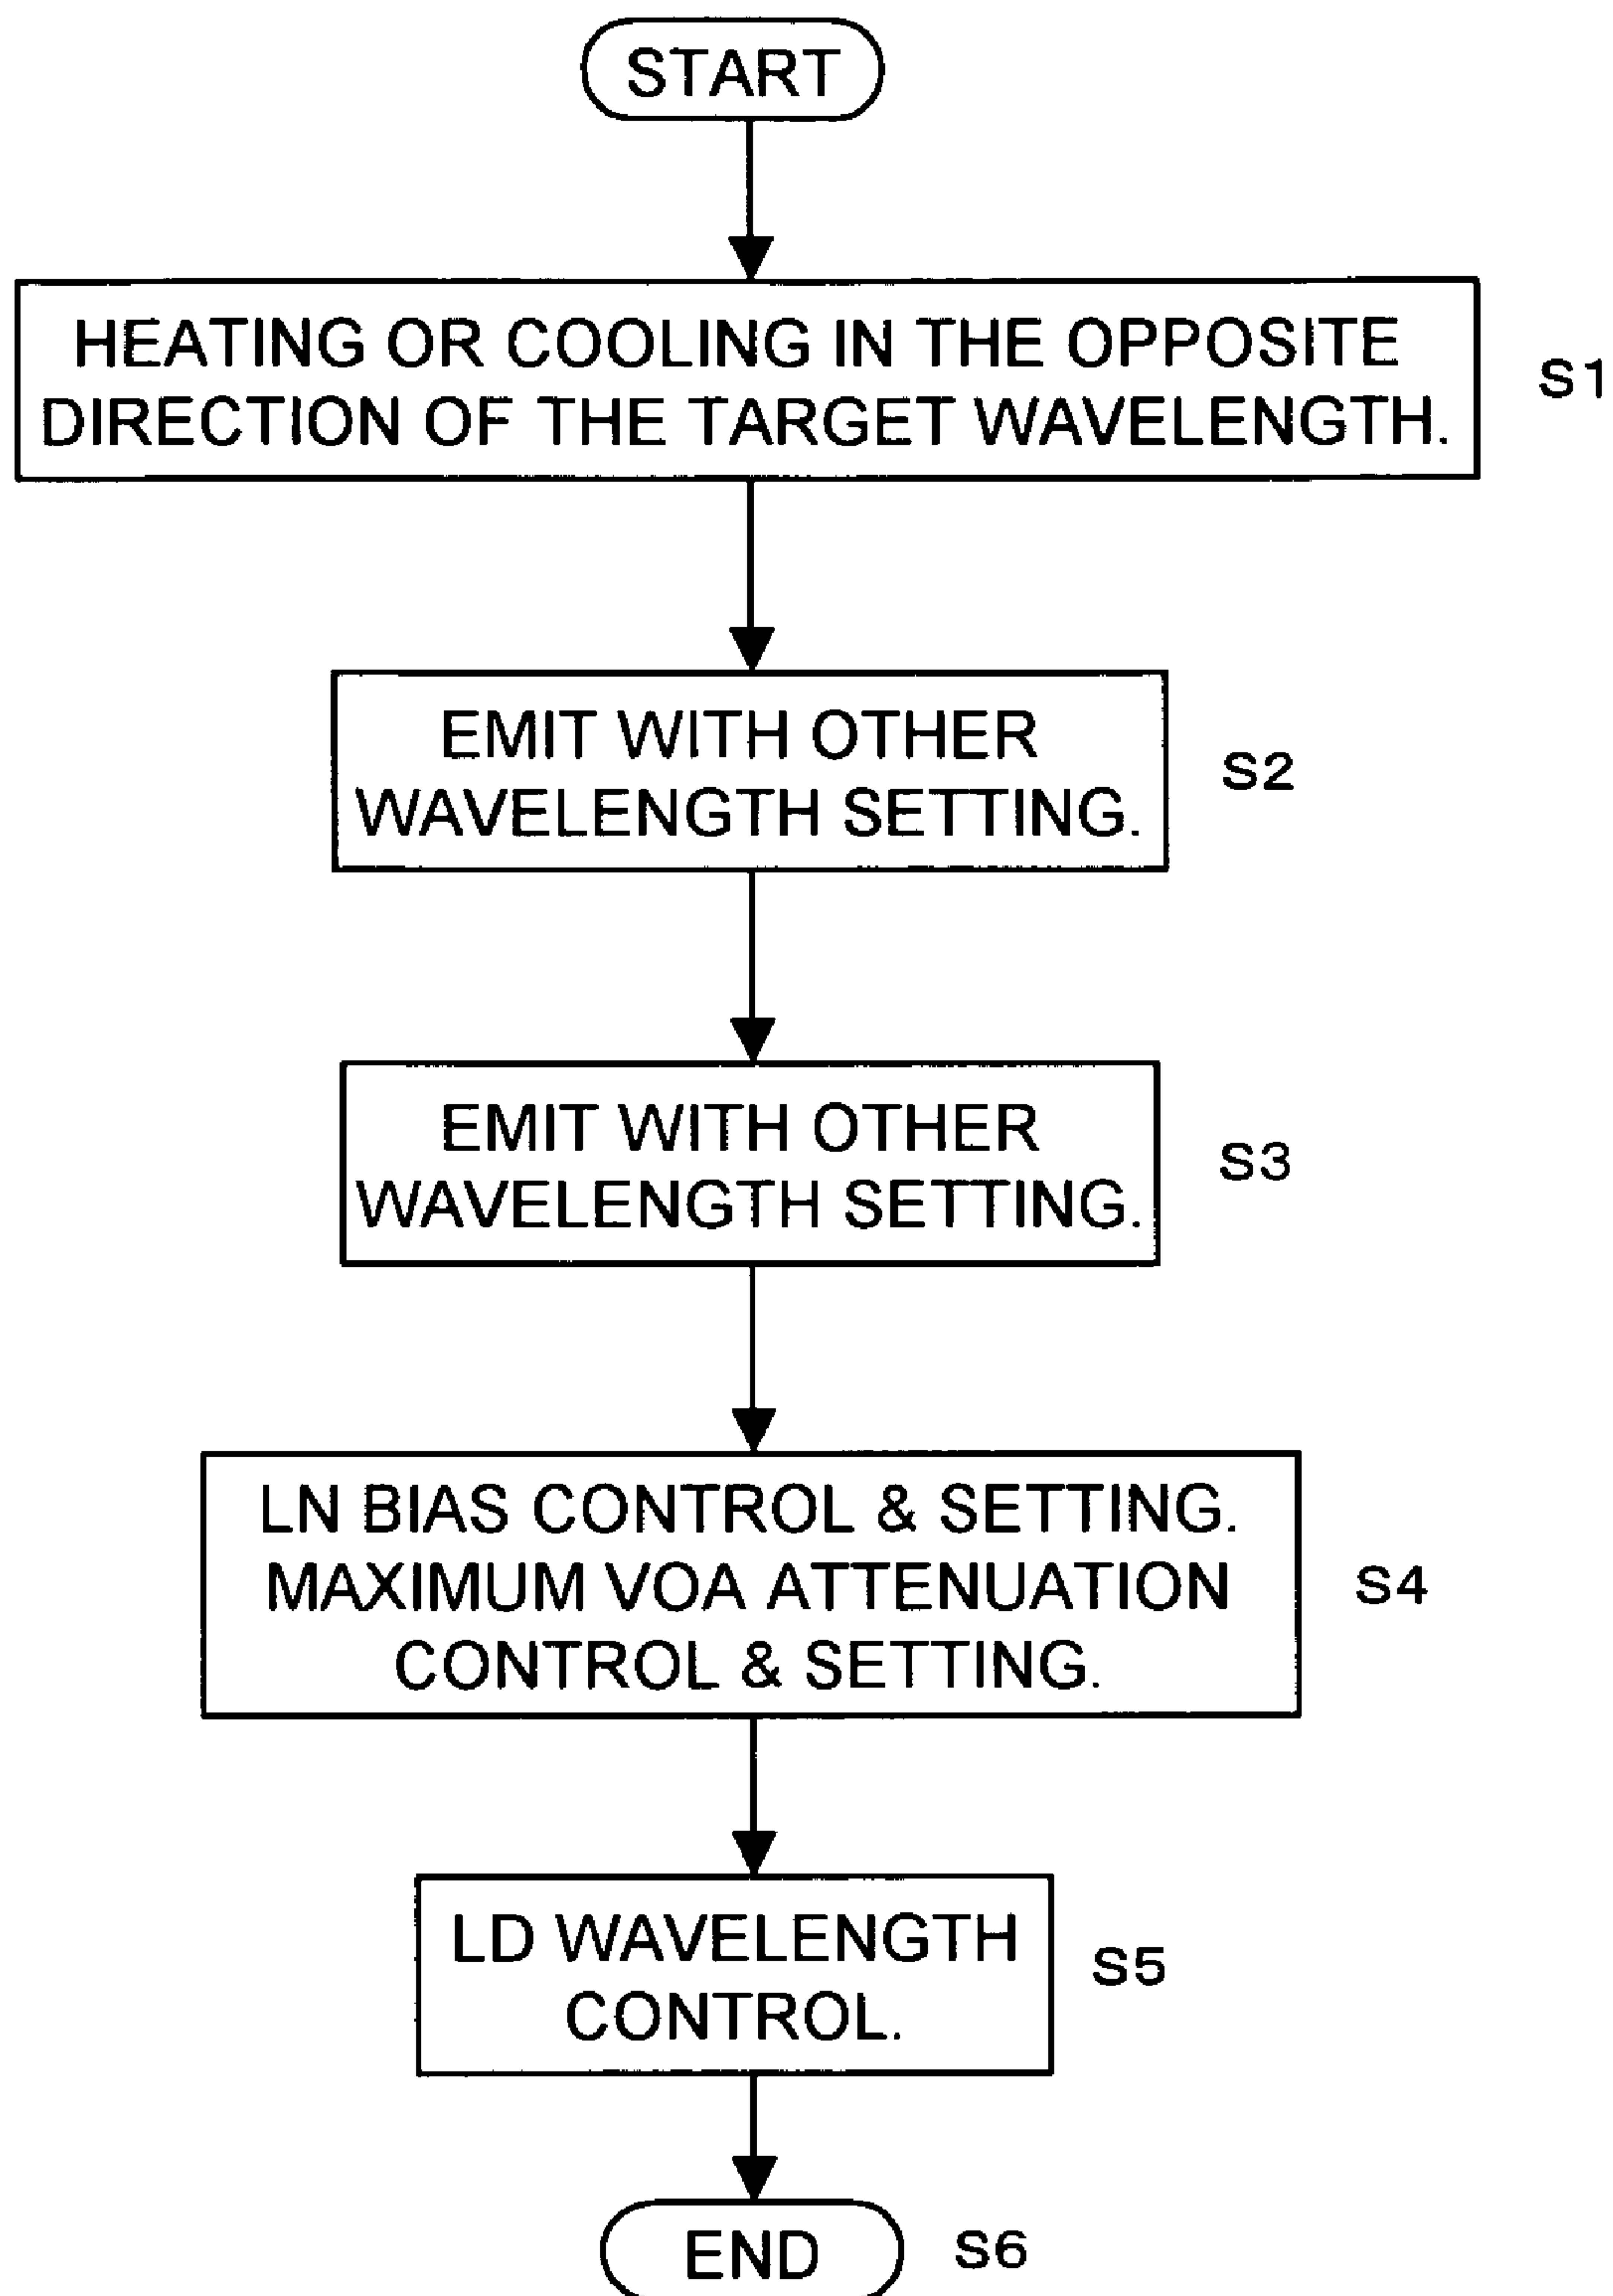 START
HEATING OR COOLING IN THE OPPOSITE
DIRECTION OF THE TARGET WAVELENGTH.
S1
EMIT WITH OTHER
WAVELENGTH SETTING.
S2
EMIT WITH OTHER
WAVELENGTH SETTING.
S3
LN BIAS CONTROL & SETTING.
MAXIMUM VOA ATTENUATION
CONTROL & SETTING.
S4
LD WAVELENGTH
CONTROL.
S5
END
S6